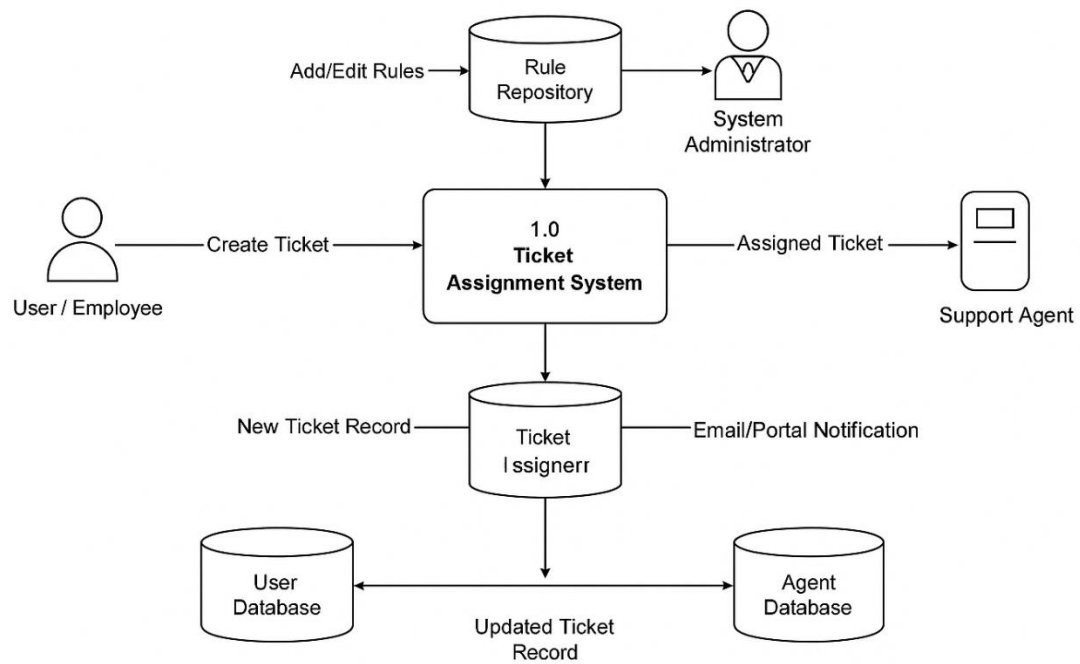 Add/Edit Rules
Rule
Repository
System
Administrator
User / Employee
Create Ticket
1.0
Ticket
Assignment System
Assigned Ticket
Support Agent
New Ticket Record
Ticket
Email/Portal Notification
User
Database
Agent
Database
Updated Ticket
Record